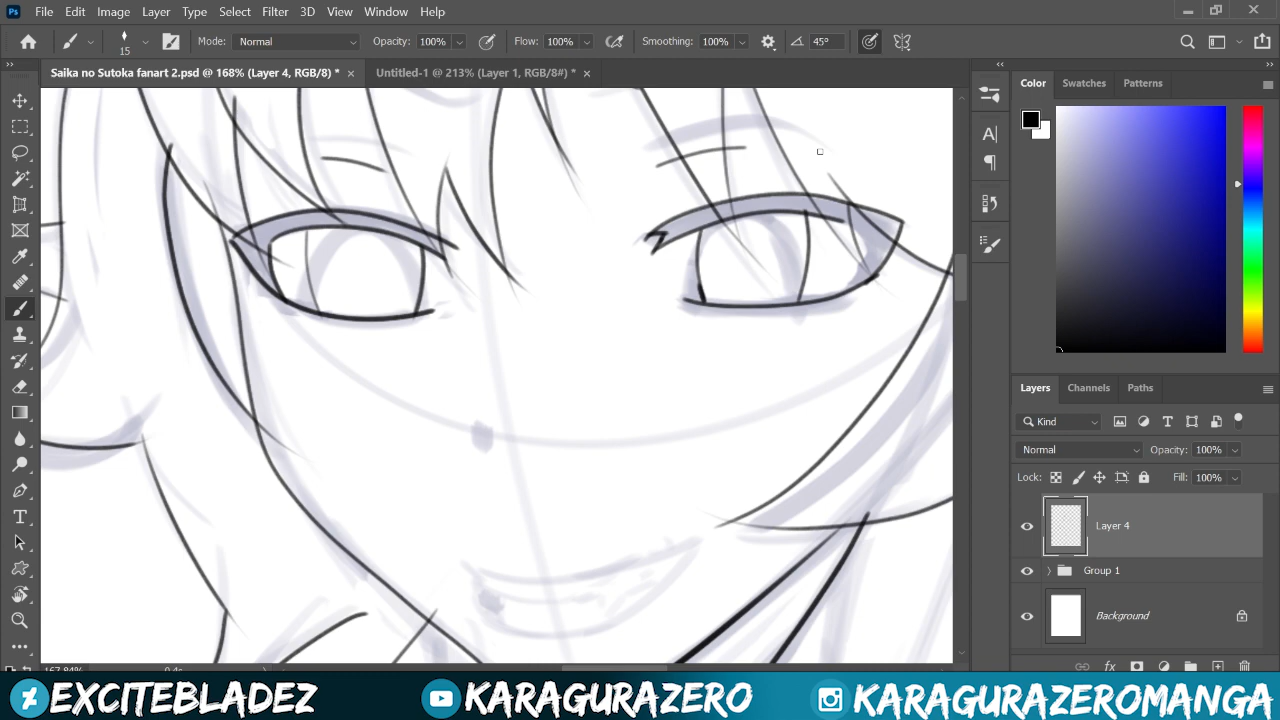 Ps File Edit Image Layer Type Select Filter 3D View Window Help
15 Mode: Normal Opacity: 100% Flow: 100% Smoothing: 100% 45°
Saika no Sutoka fanart 2.psd @ 168% (Layer 4, RGB/8) * × Untitled-1 @ 213% (Layer 1, RGB/8#) * ×
Color Swatches Patterns
Layers Channels Paths
Kind
Normal Opacity: 100%
Lock: Fill: 100%
Layer 4
Group 1
Background
fx
EXCITEBLADEZ KARAGURAZERO KARAGURAZEROMANGA